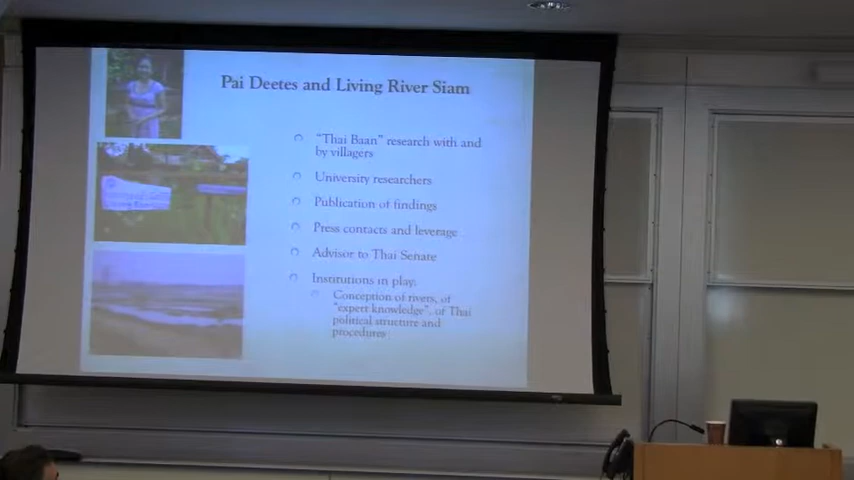 Pai Deetes and Living River Siam
"Thai Baan" research with and
by villagers
University researchers
Publication of findings
Press contacts and leverage
Advisor to Thai Senate
Institutions in play:
Conception of rivers, of
"expert knowledge", of Thai
political structure and
procedures